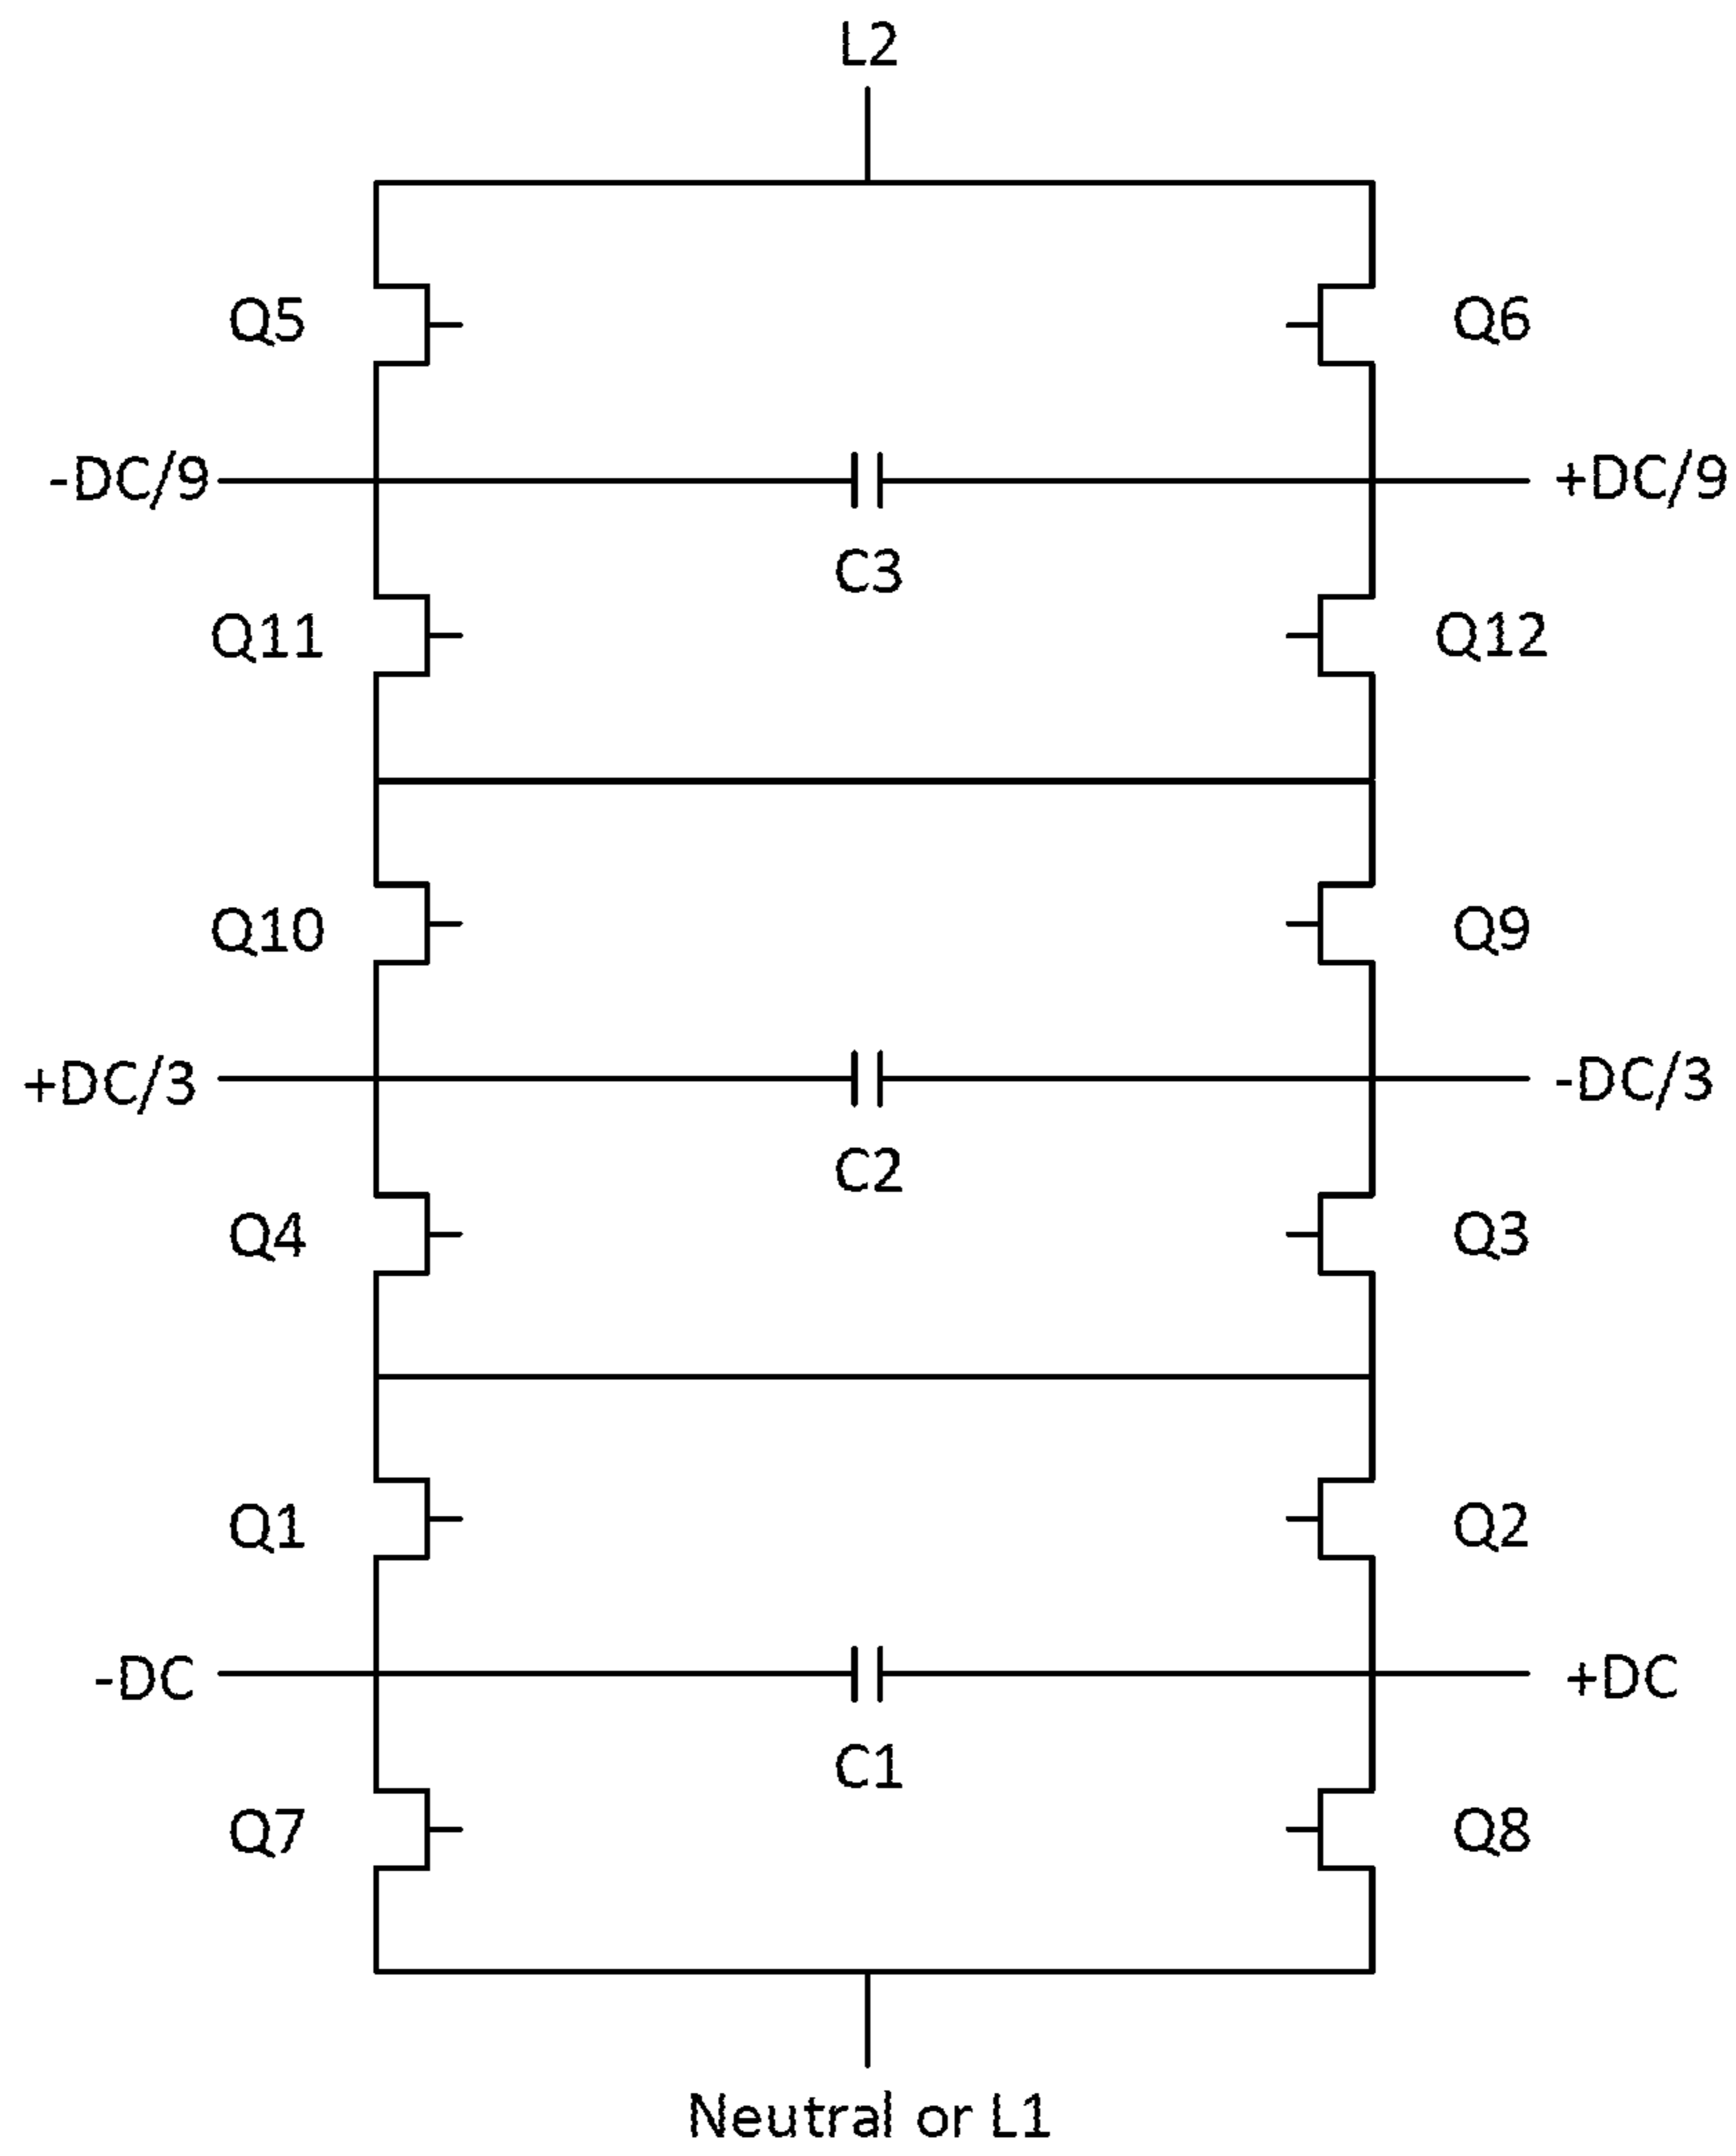 L2
Q5
Q6
-DC/9
+DC/9
C3
Q11
Q12
Q10
Q9
+DC/3
-DC/3
C2
Q4
Q3
Q1
Q2
-DC
+DC
C1
Q7
Q8
Neutral or L1